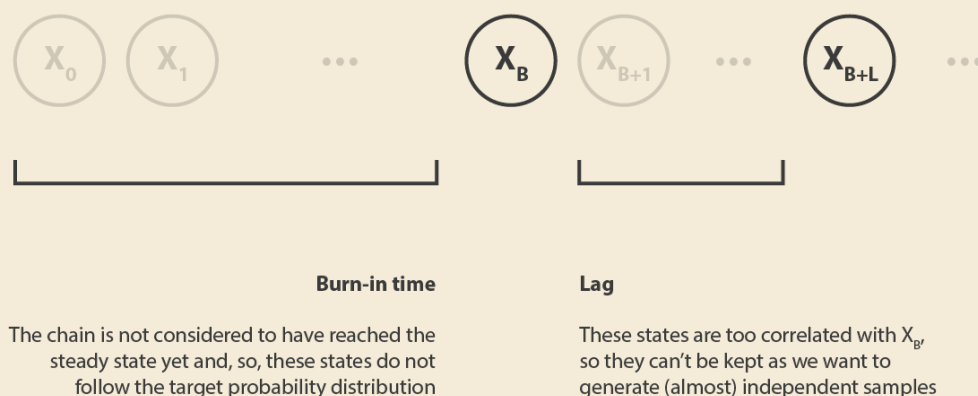 X0 X1 ... XB XB+1 ... XB+L ...
Burn-in time
The chain is not considered to have reached the
steady state yet and, so, these states do not
follow the target probability distribution
Lag
These states are too correlated with XB,
so they can't be kept as we want to
generate (almost) independent samples